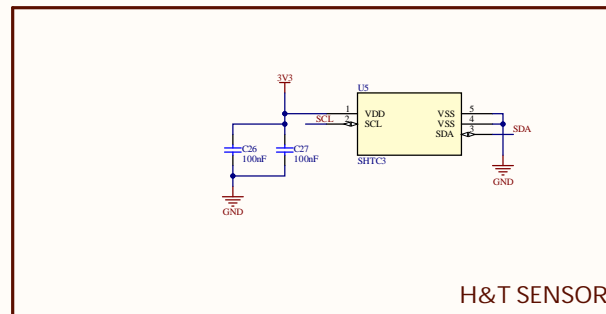 3V3
U5
1 VDD VSS 5
SCL 2 SCL VSS 4
SDA 3 SDA
C26 C27
100nF 100nF
SHTC3
GND
GND
H&T SENSOR